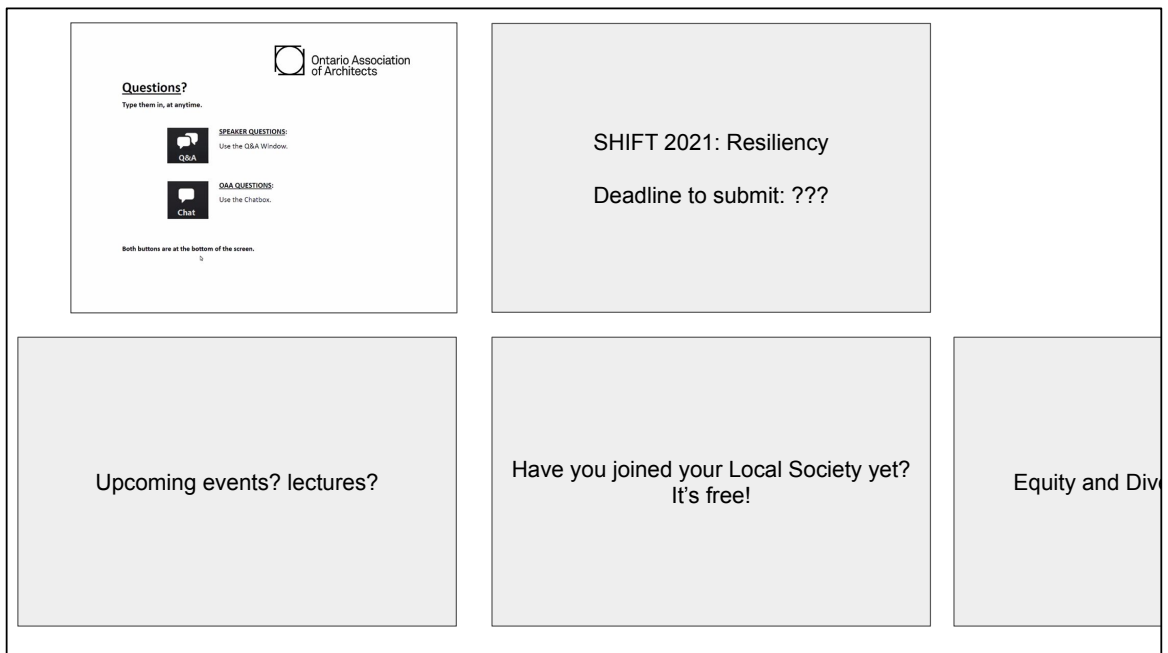 Ontario Association
of Architects
Questions?
Type them in, at anytime.
SPEAKER QUESTIONS:
Use the Q&A Window.
Q&A
OAA QUESTIONS:
Use the Chatbox.
Chat
Both buttons are at the bottom of the screen.
SHIFT 2021: Resiliency
Deadline to submit: ???
Upcoming events? lectures?
Have you joined your Local Society yet?
It’s free!
Equity and